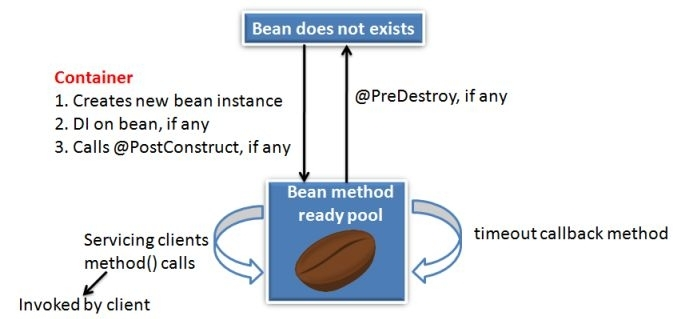 Bean does not exists
Container
1. Creates new bean instance
2. DI on bean, if any
3. Calls @PostConstruct, if any
@PreDestroy, if any
Bean method
ready pool
Servicing clients
method() calls
Invoked by client
timeout callback method